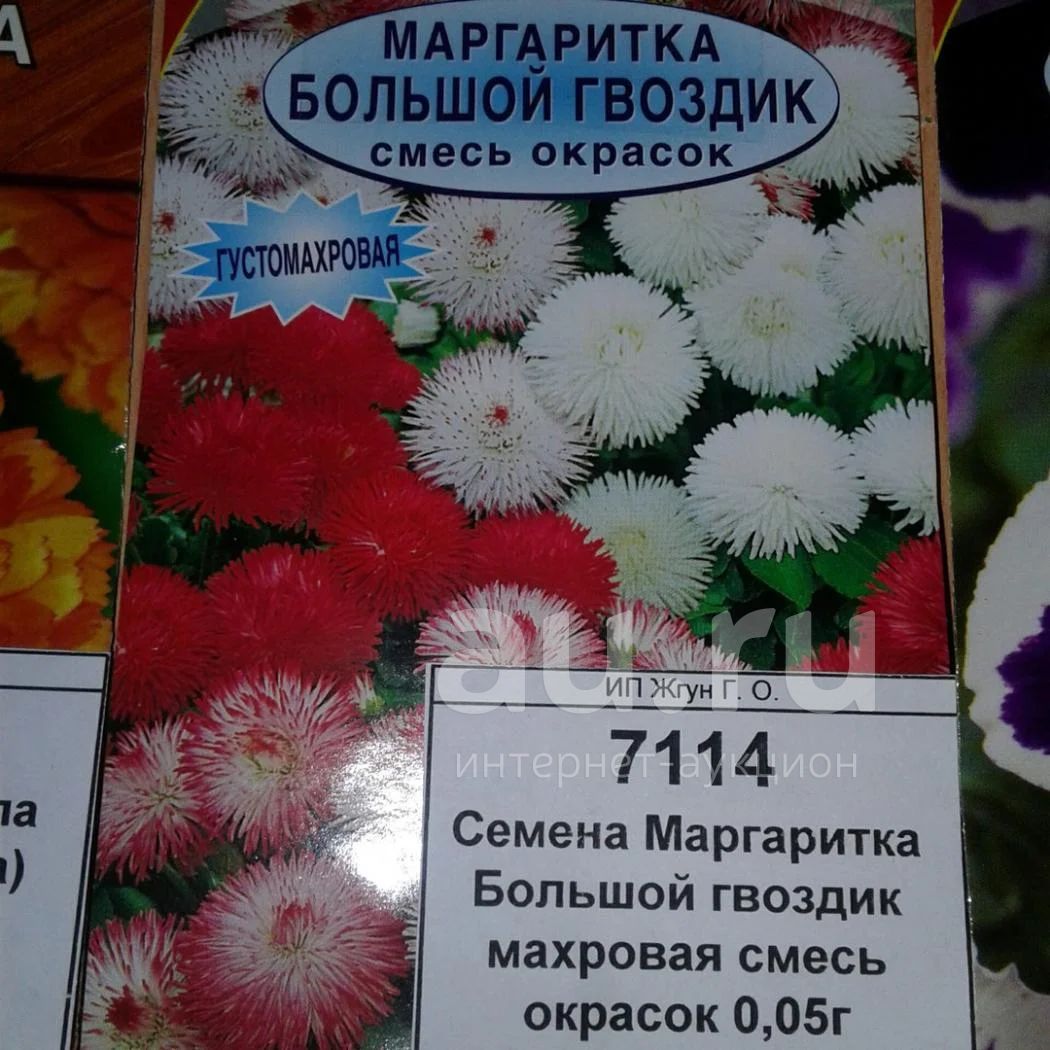 А
МАРГАРИТКА
БОЛЬШОЙ ГВОЗДИК
СМЕСЬ ОКРАСОК
ГУСТОМАХРОВАЯ
au.ru
интернет-аукцион
ИП Жгун Г. О.
7114
Семена Маргаритка
Большой гвоздик
махровая смесь
окрасок 0,05г
ла
а)